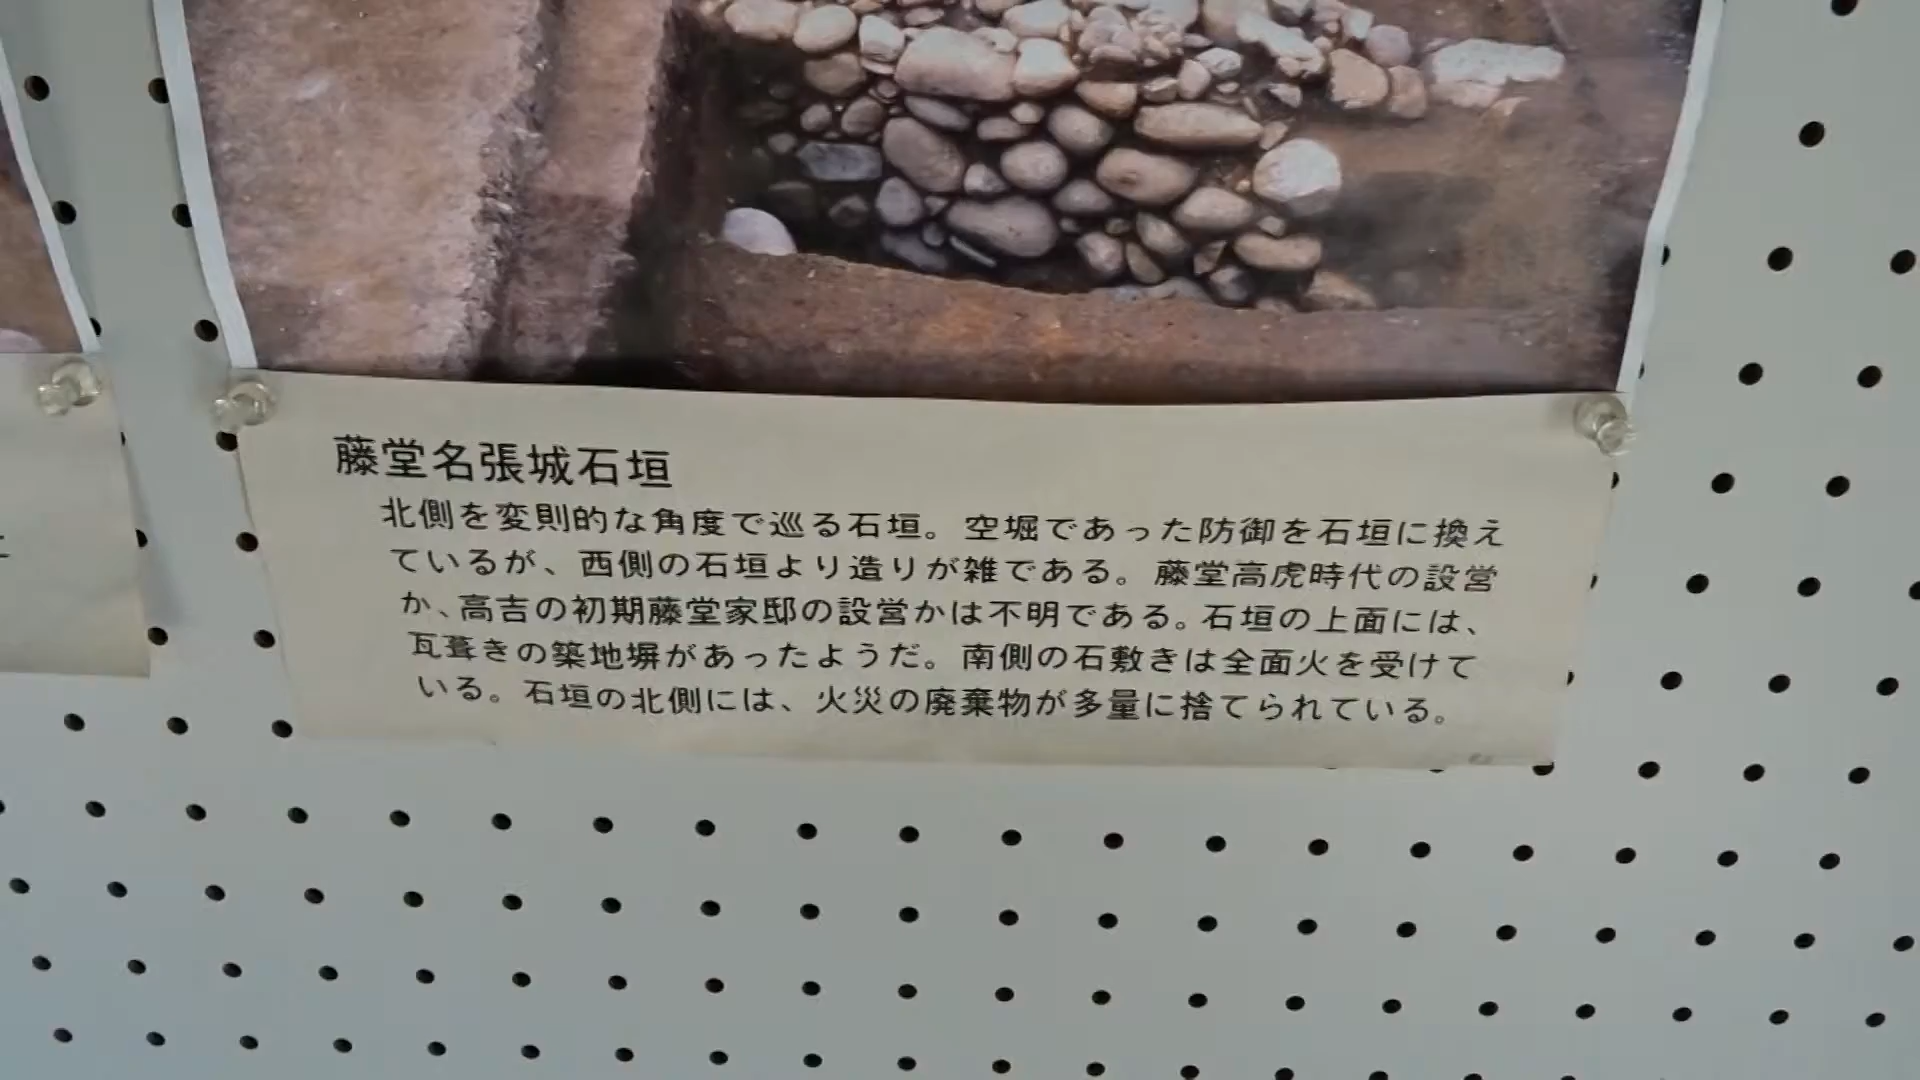 藤堂名張城石垣
北側を変則的な角度で巡る石垣。空堀であった防御を石垣に換え
ているが、西側の石垣より造りが雑である。藤堂高虎時代の設営
か、高吉の初期藤堂家邸の設営かは不明である。石垣の上面には、
瓦葺きの築地塀があったようだ。南側の石敷きは全面火を受けて
いる。石垣の北側には、火災の廃棄物が多量に捨てられている。